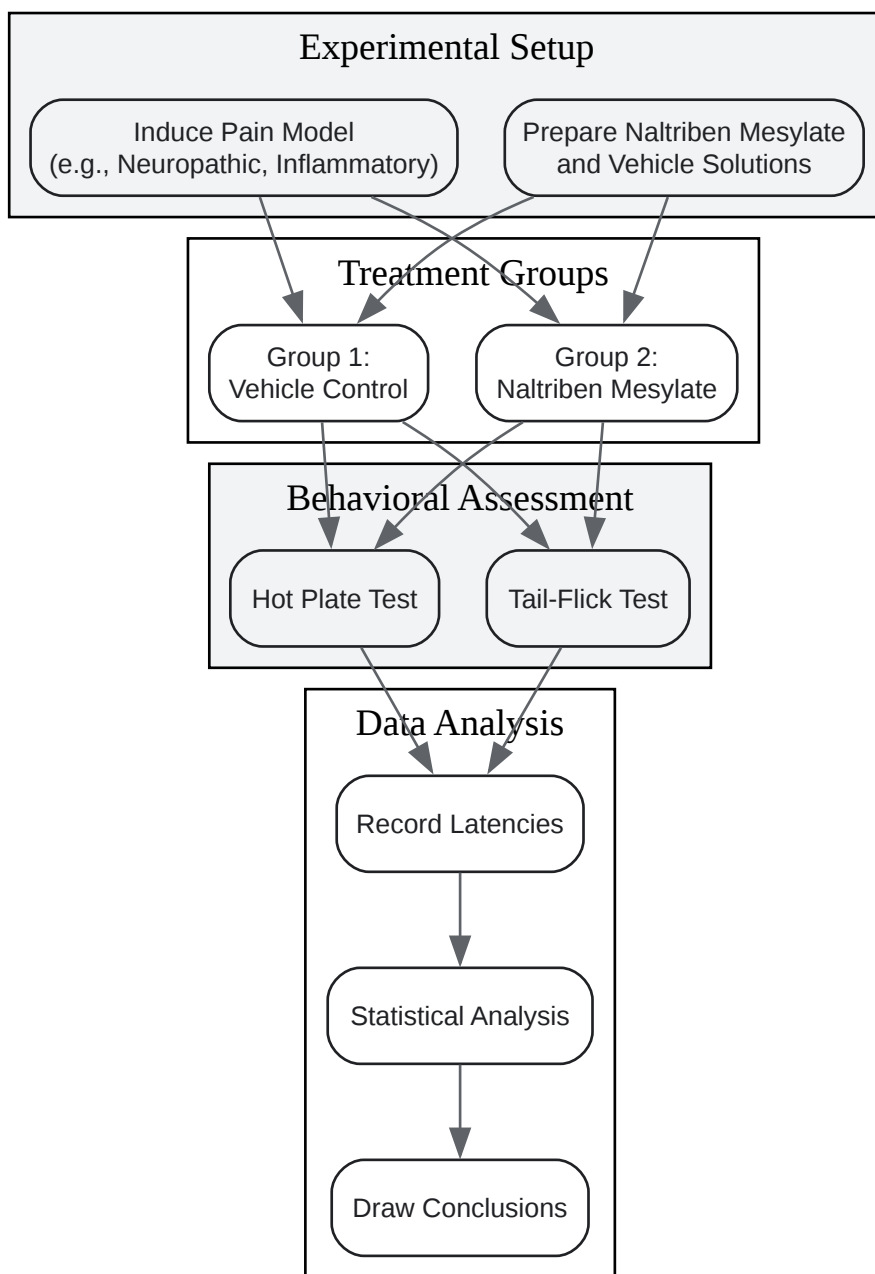 Experimental Setup
Induce Pain Model
(e.g., Neuropathic, Inflammatory)
Prepare Naltriben Mesylate
and Vehicle Solutions
Treatment Groups
Group 1:
Vehicle Control
Group 2:
Naltriben Mesylate
Behavioral Assessment
Hot Plate Test
Tail-Flick Test
Data Analysis
Record Latencies
Statistical Analysis
Draw Conclusions